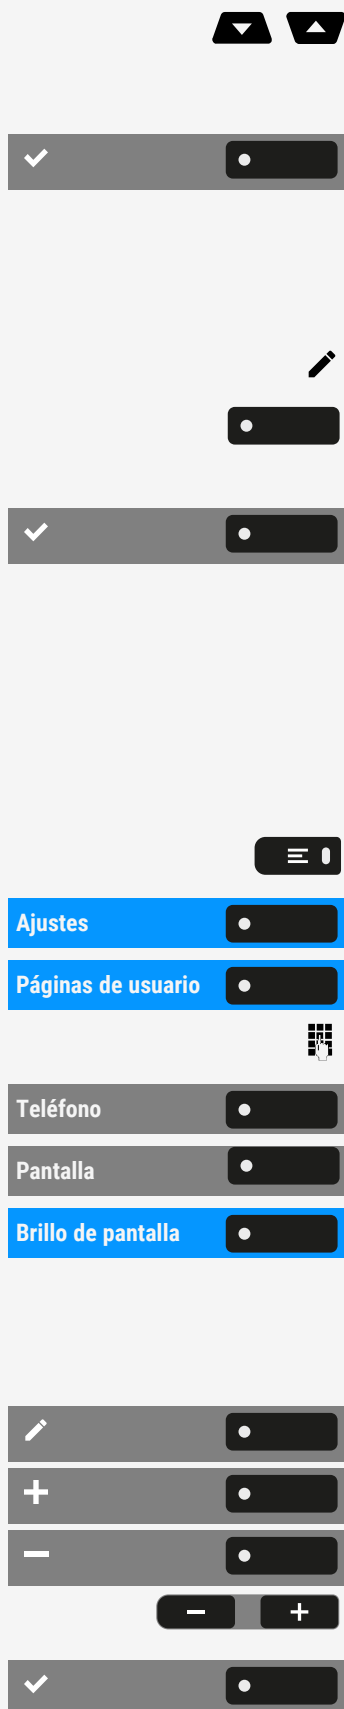 Ajustes
Páginas de usuario
Teléfono
Pantalla
Brillo de pantalla